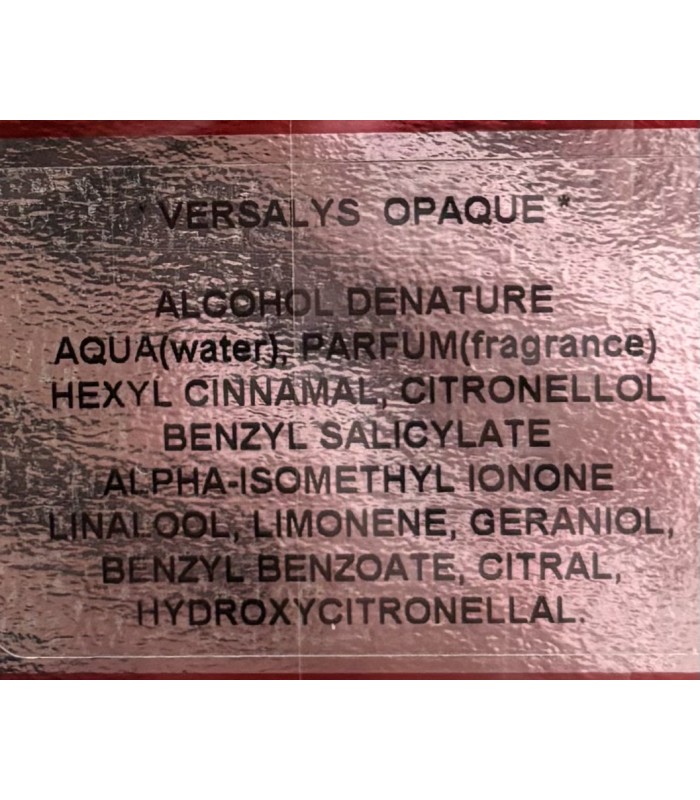 * VERSALYS OPAQUE *
ALCOHOL DENATURE
AQUA(water), PARFUM(fragrance)
HEXYL CINNAMAL, CITRONELLOL
BENZYL SALICYLATE
ALPHA-ISOMETHYL IONONE
LINALOOL, LIMONENE, GERANIOL,
BENZYL BENZOATE, CITRAL,
HYDROXYCITRONELLAL.